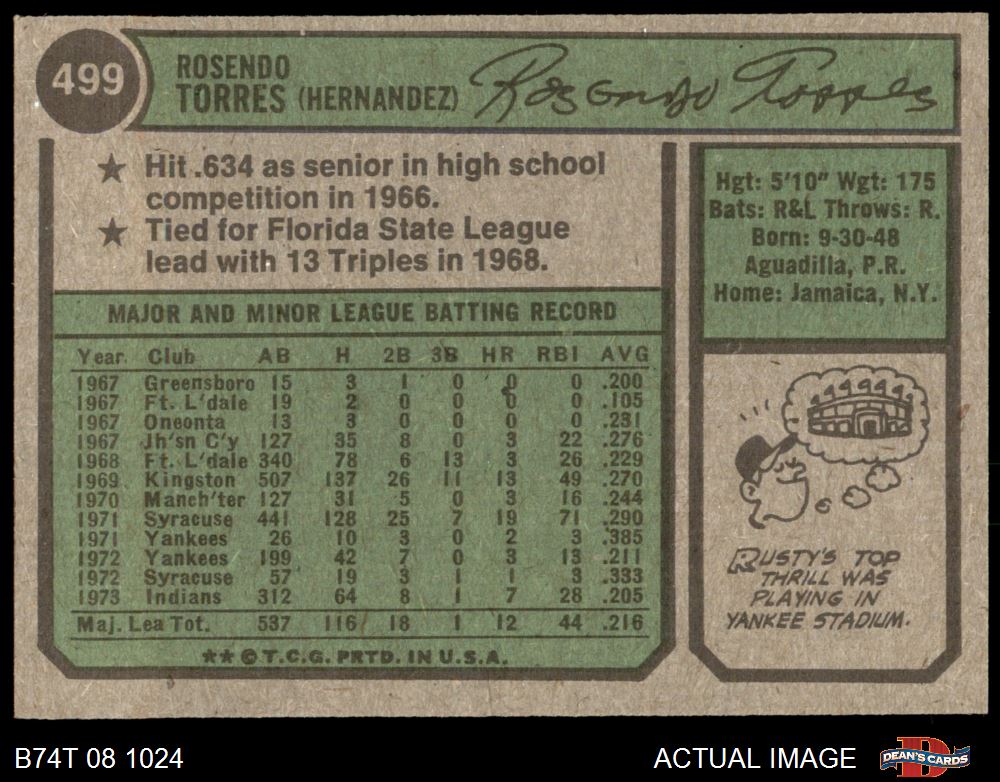 499
ROSENDO
TORRES (HERNANDEZ)
Rosendo Torres
★ Hit .634 as senior in high school
competition in 1966.
★ Tied for Florida State League
lead with 13 Triples in 1968.
Hgt: 5'10" Wgt: 175
Bats: R&L Throws: R.
Born: 9-30-48
Aguadilla, P.R.
Home: Jamaica, N.Y.
MAJOR AND MINOR LEAGUE BATTING RECORD
Year Club AB H 2B 3B HR RBI AVG
1967 Greensboro 15 3 1 0 0 0 .200
1967 Ft. L'dale 19 2 0 0 0 0 .105
1967 Oneonta 13 3 0 0 0 0 .231
1967 Jh'sn C'y 127 35 8 0 3 22 .276
1968 Ft. L'dale 340 78 6 13 3 26 .229
1969 Kingston 507 137 26 11 13 49 .270
1970 Manch'ter 127 31 5 0 3 16 .244
1971 Syracuse 441 128 25 7 19 71 .290
1971 Yankees 26 10 3 0 2 3 .385
1972 Yankees 199 42 7 0 3 13 .211
1972 Syracuse 57 19 3 1 1 3 .333
1973 Indians 312 64 8 1 7 28 .205
Maj. Lea Tot. 537 116 18 1 12 44 .216
★★ © T.C.G. PRTD. IN U.S.A.
RUSTY'S TOP
THRILL WAS
PLAYING IN
YANKEE STADIUM.
B74T 08 1024
ACTUAL IMAGE
DEAN'S CARDS